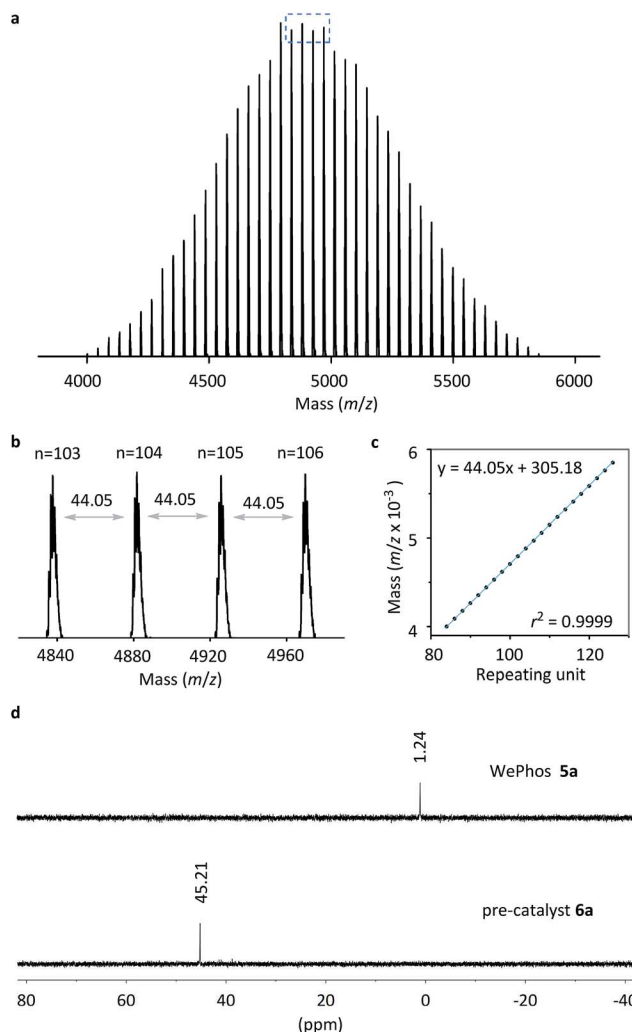 a
4000 4500 5000 5500 6000
Mass (m/z)
b
n=103 n=104 n=105 n=106
44.05 44.05 44.05
4840 4880 4920 4960
Mass (m/z)
c
6
y = 44.05x + 305.18
Mass (m/z x 10⁻³)
5
r² = 0.9999
4
80 100 120
Repeating unit
d
1.24
WePhos 5a
45.21
pre-catalyst 6a
80 60 40 20 0 -20 -40
(ppm)